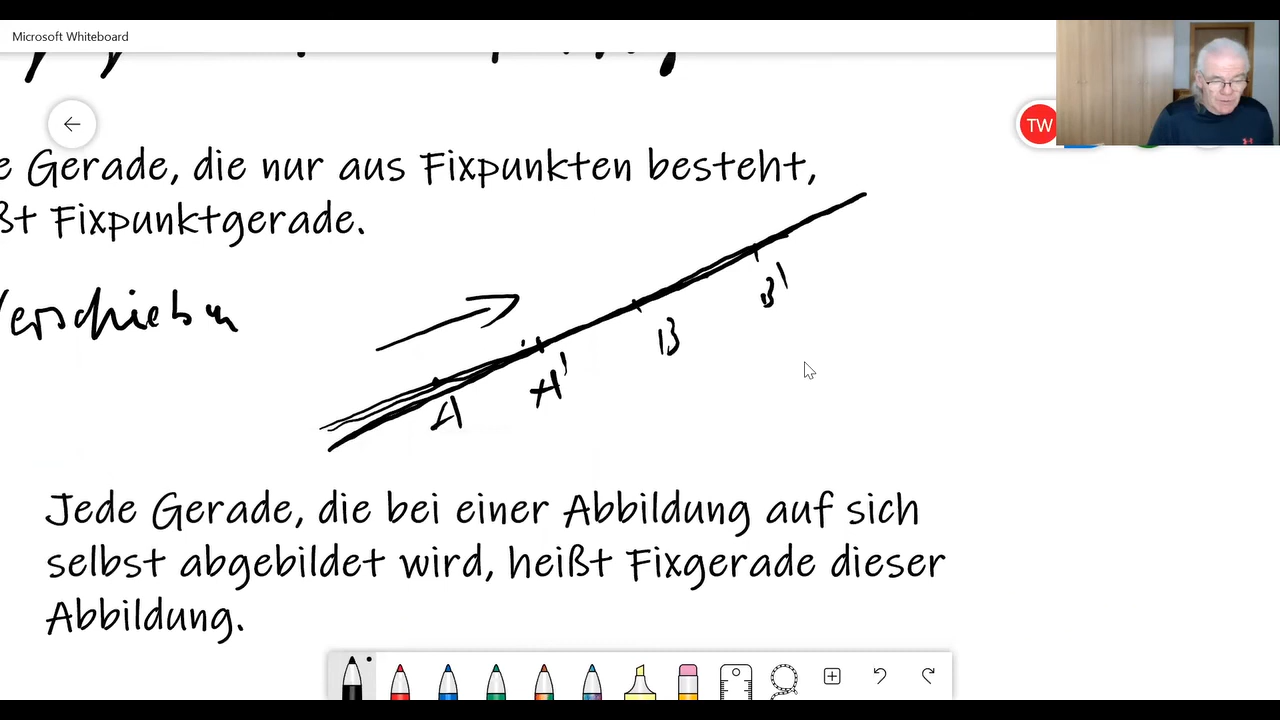 Microsoft Whiteboard
TW
e Gerade, die nur aus Fixpunkten besteht,
ßt Fixpunktgerade.
Verschieben
B'
B
A'
A
Jede Gerade, die bei einer Abbildung auf sich
selbst abgebildet wird, heißt Fixgerade dieser
Abbildung.